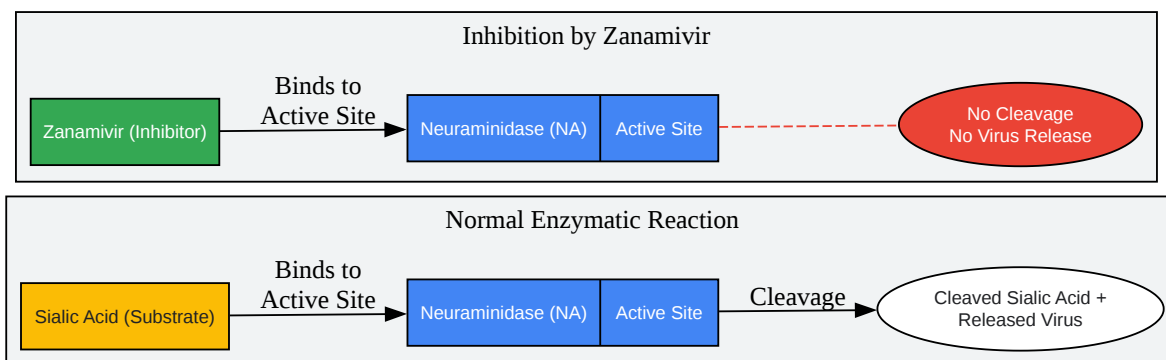 Inhibition by Zanamivir
Zanamivir (Inhibitor)
Binds to
Active Site
Neuraminidase (NA)
Active Site
No Cleavage
No Virus Release
Normal Enzymatic Reaction
Sialic Acid (Substrate)
Binds to
Active Site
Neuraminidase (NA)
Active Site
Cleavage
Cleaved Sialic Acid +
Released Virus